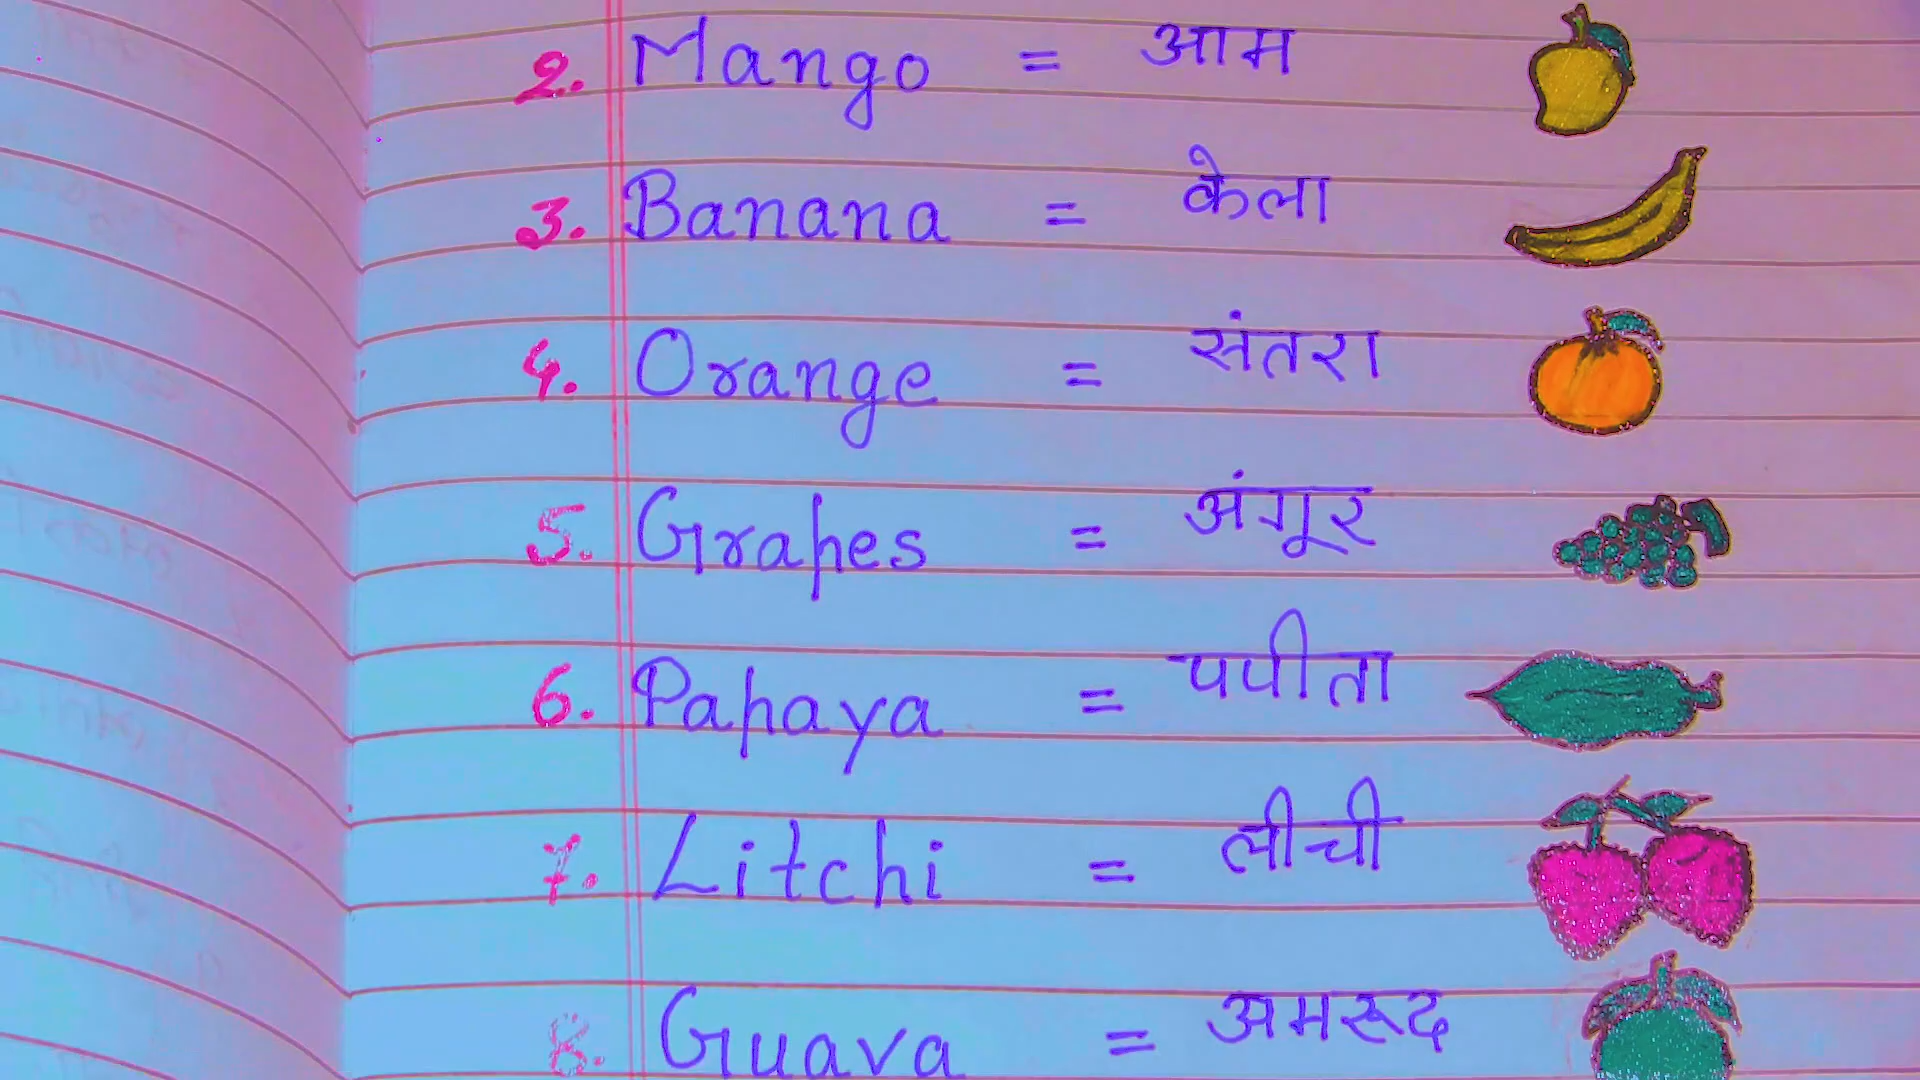 2. Mango = आम
3. Banana = केला
4. Orange = संतरा
5. Grapes = अंगूर
6. Papaya = पपीता
7. Litchi = लीची
8. Guava = अमरूद